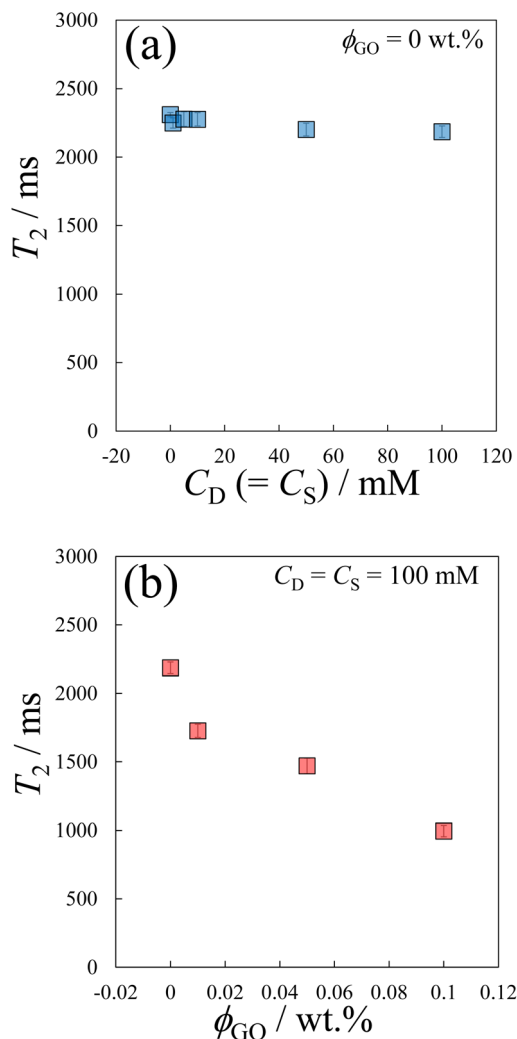 (a)
ϕGO = 0 wt.%
3000
2500
2000
1500
1000
500
0
T2 / ms
-20 0 20 40 60 80 100 120
CD (= CS) / mM
(b)
CD = CS = 100 mM
3000
2500
2000
1500
1000
500
0
T2 / ms
-0.02 0 0.02 0.04 0.06 0.08 0.1 0.12
ϕGO / wt.%